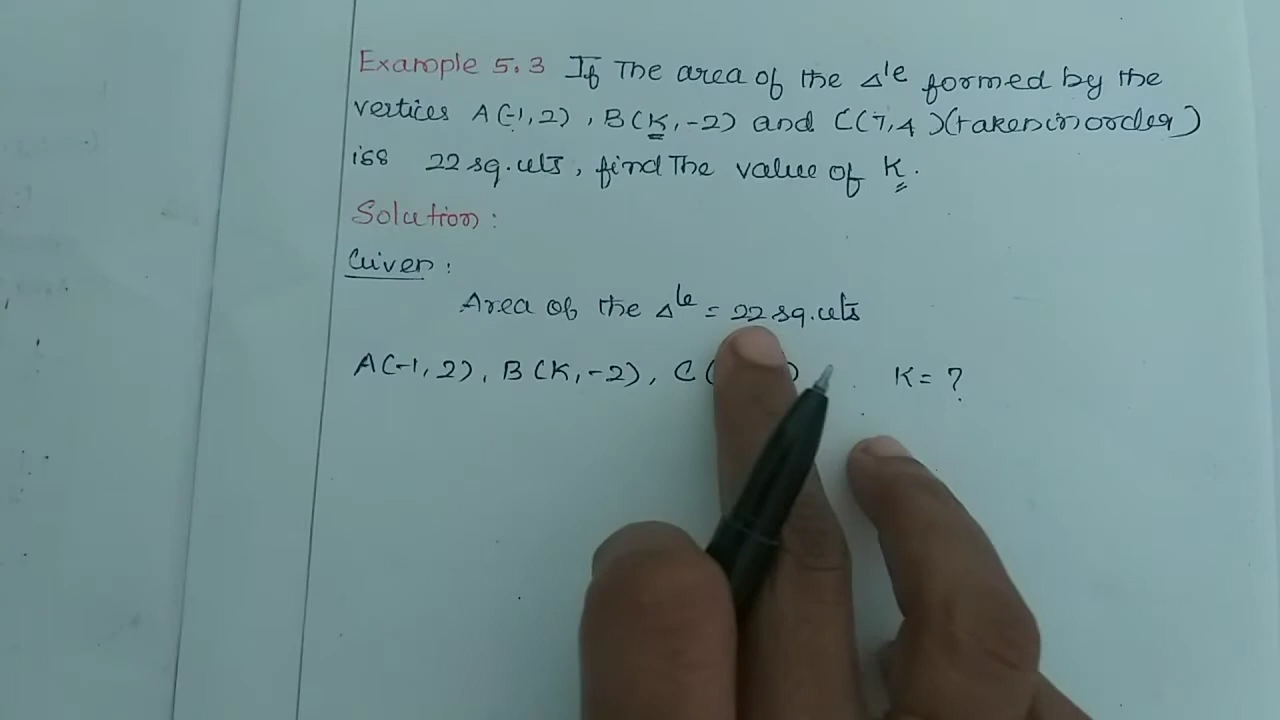 Example 5.3 If The area of the Δle formed by the
vertices A(-1,2), B(K,-2) and C(7,4)(taken in order)
iss 22 sq.uts, find The value of K.
Solution:
Given:
Area of the Δle = 22 sq.uts
A(-1,2), B(K,-2), C( ) K = ?